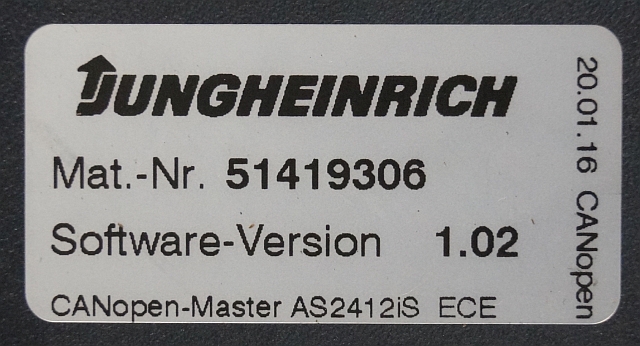 JUNGHEINRICH
Mat.-Nr. 51419306
Software-Version 1.02
CANopen-Master AS2412iS ECE
20.01.16 CANopen